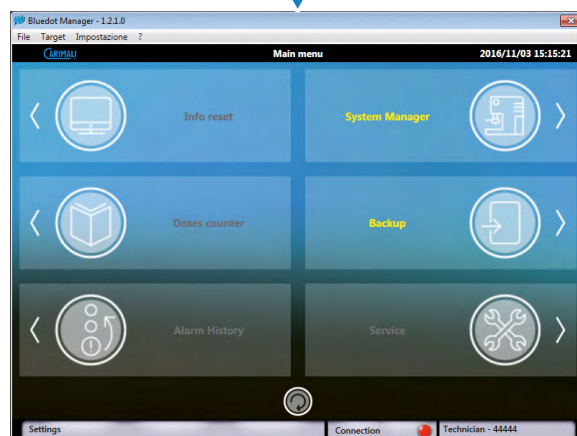 Bluedot Manager - 1.2.1.0
File Target Impostazione ?
CARIMALI Main menu 2016/11/03 15:15:21
Info reset System Manager
Doses counter Backup
Alarm History Service
Settings Connection Technician - 44444